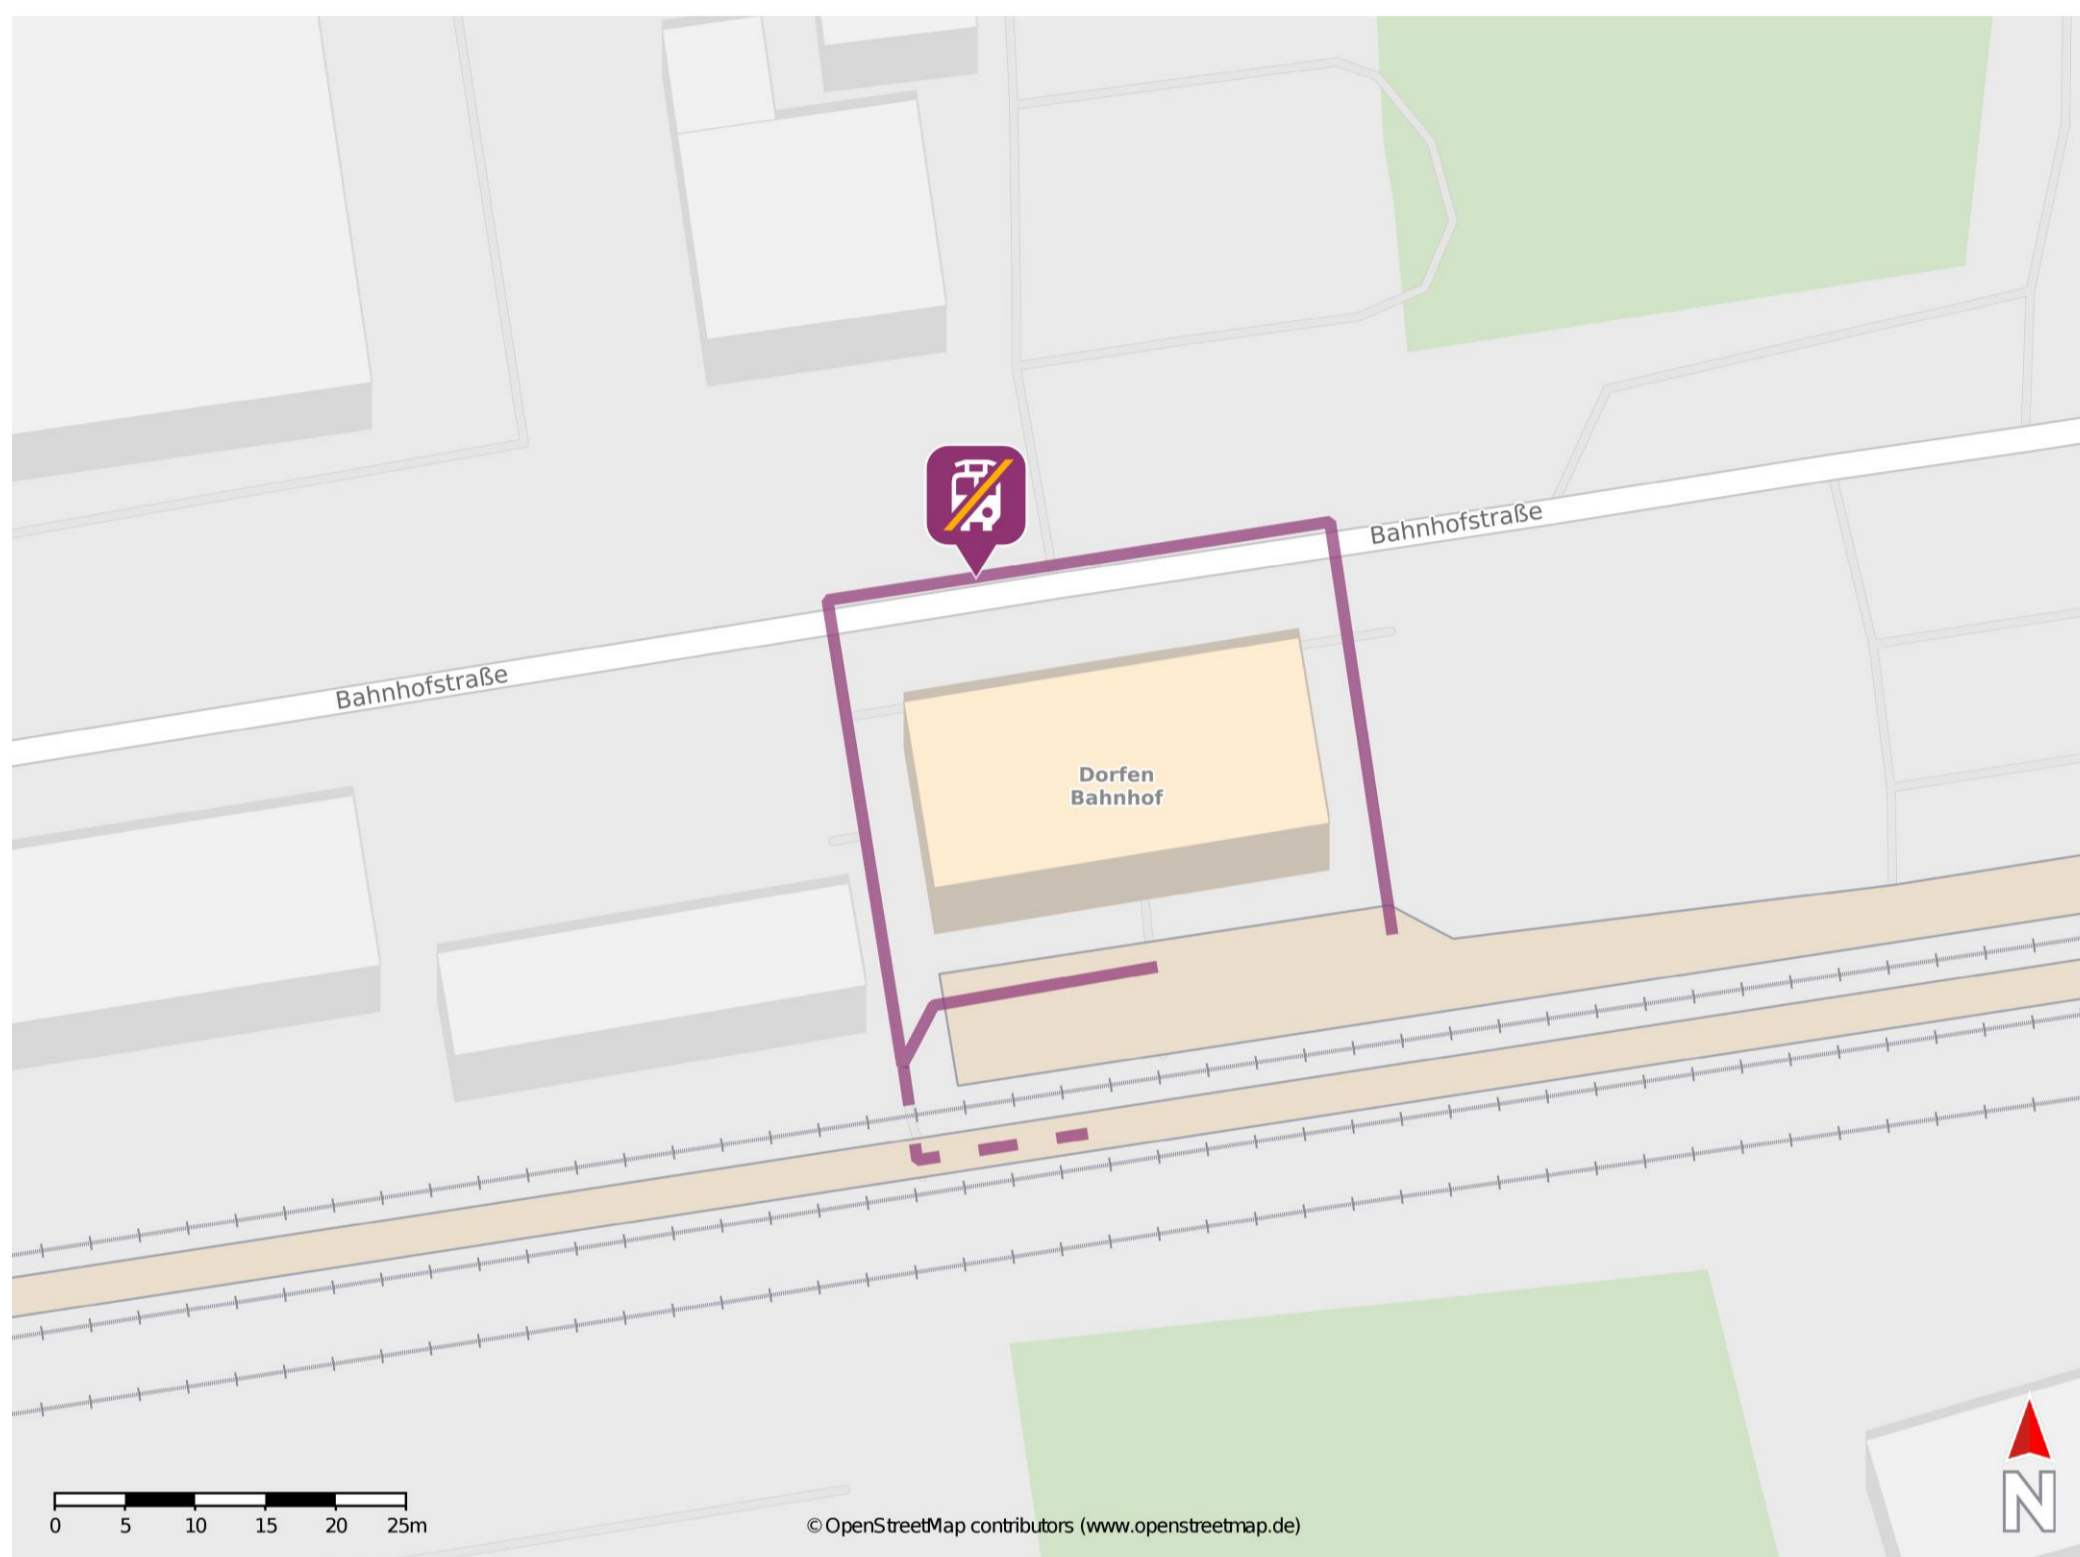 Bahnhofstraße
Bahnhofstraße
Dorfen
Bahnhof
0 5 10 15 20 25m
© OpenStreetMap contributors (www.openstreetmap.de)
N